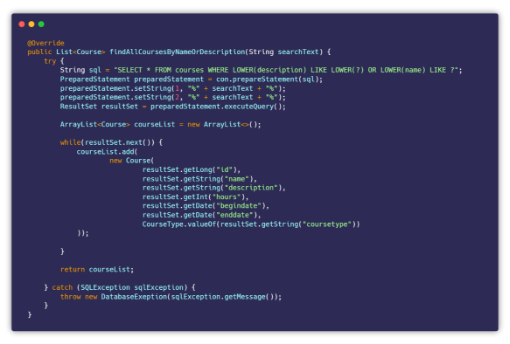 @Override
public List<Course> findAllCoursesByNameOrDescription(String searchText) {
    try {
        String sql = "SELECT * FROM courses WHERE LOWER(description) LIKE LOWER(?) OR LOWER(name) LIKE ?";
        PreparedStatement preparedStatement = con.prepareStatement(sql);
        preparedStatement.setString(1, "%" + searchText + "%");
        preparedStatement.setString(2, "%" + searchText + "%");
        ResultSet resultSet = preparedStatement.executeQuery();
        ArrayList<Course> courseList = new ArrayList<>();
        while(resultSet.next()) {
            courseList.add(
                    new Course(
                            resultSet.getLong("id"),
                            resultSet.getString("name"),
                            resultSet.getString("description"),
                            resultSet.getInt("hours"),
                            resultSet.getDate("begindate"),
                            resultSet.getDate("enddate"),
                            CourseType.valueOf(resultSet.getString("coursetype"))
            ));
        }
        return courseList;
    } catch (SQLException sqlException) {
        throw new DatabaseExeption(sqlException.getMessage());
    }
}